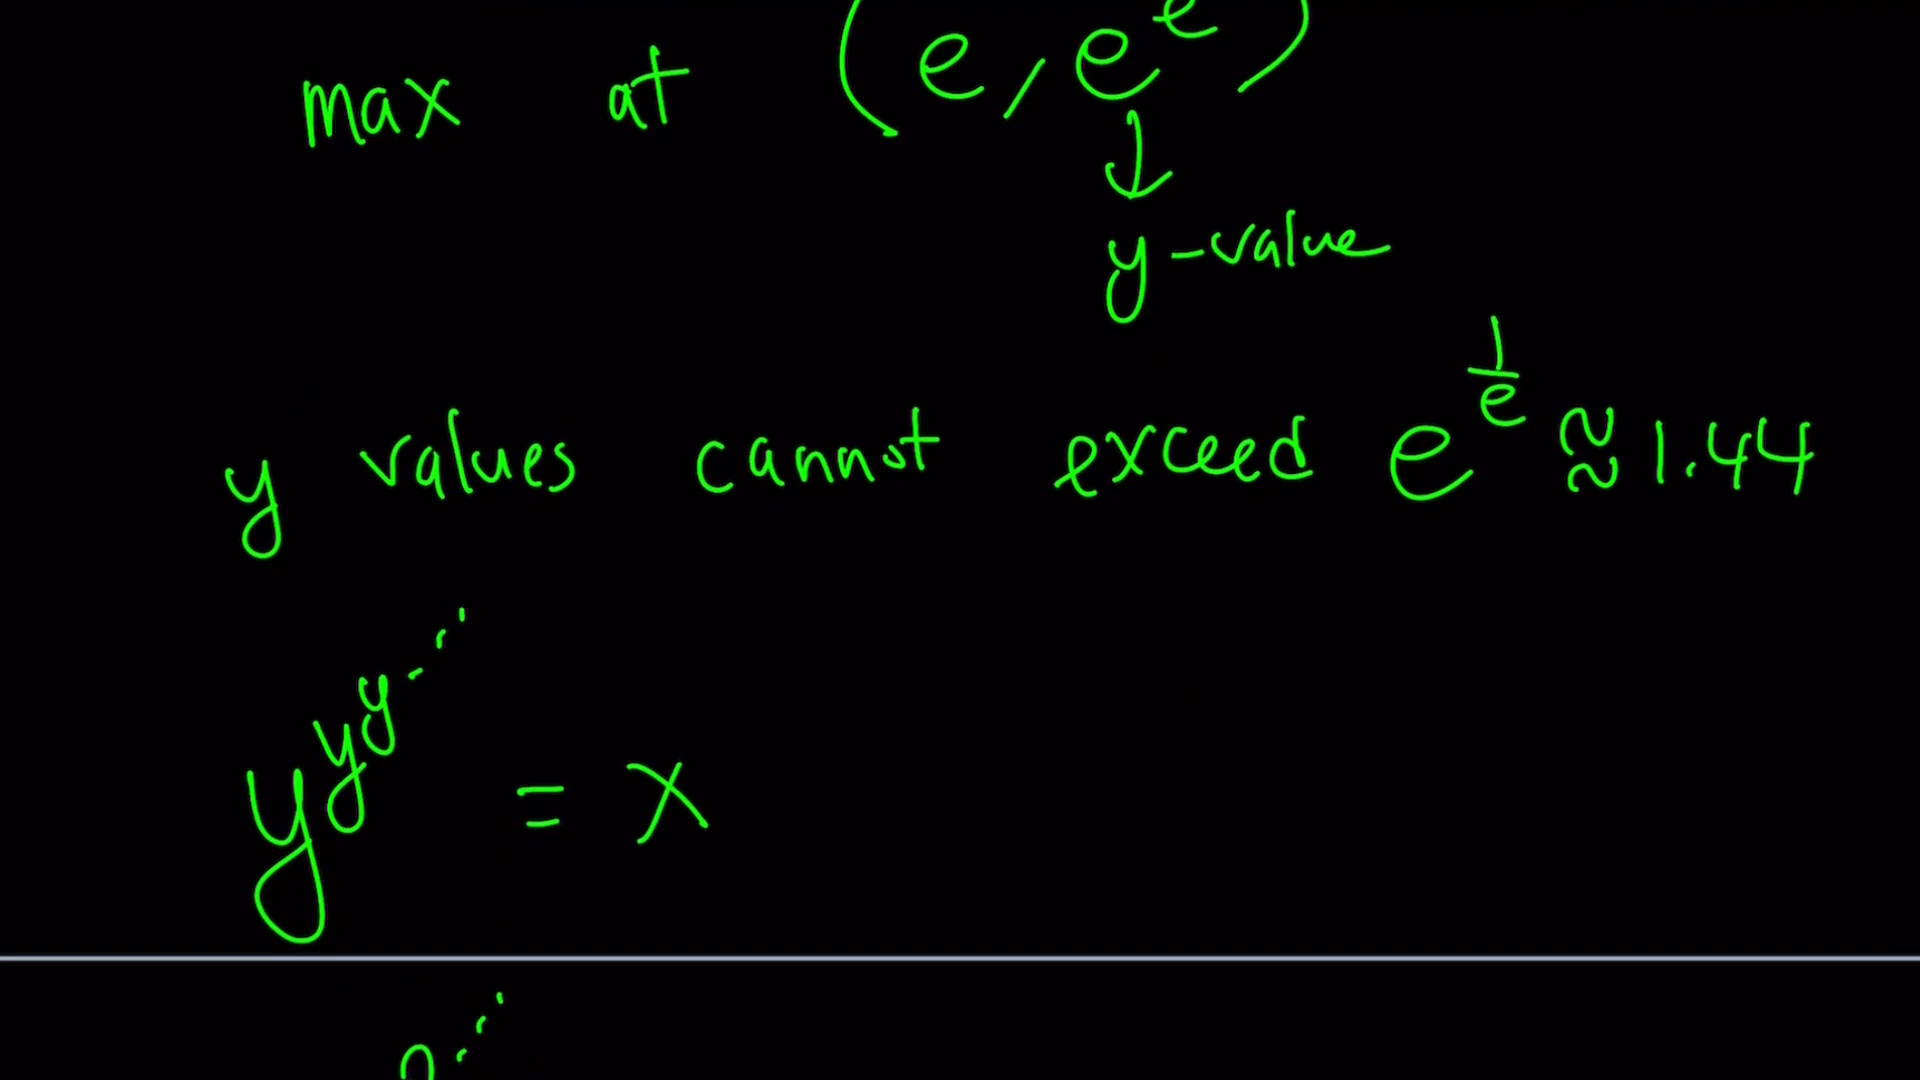 max at (e, e^e)
↓
y-value
y values cannot exceed e^(1/e) ≈ 1.44
y^y^y^⋰ = x